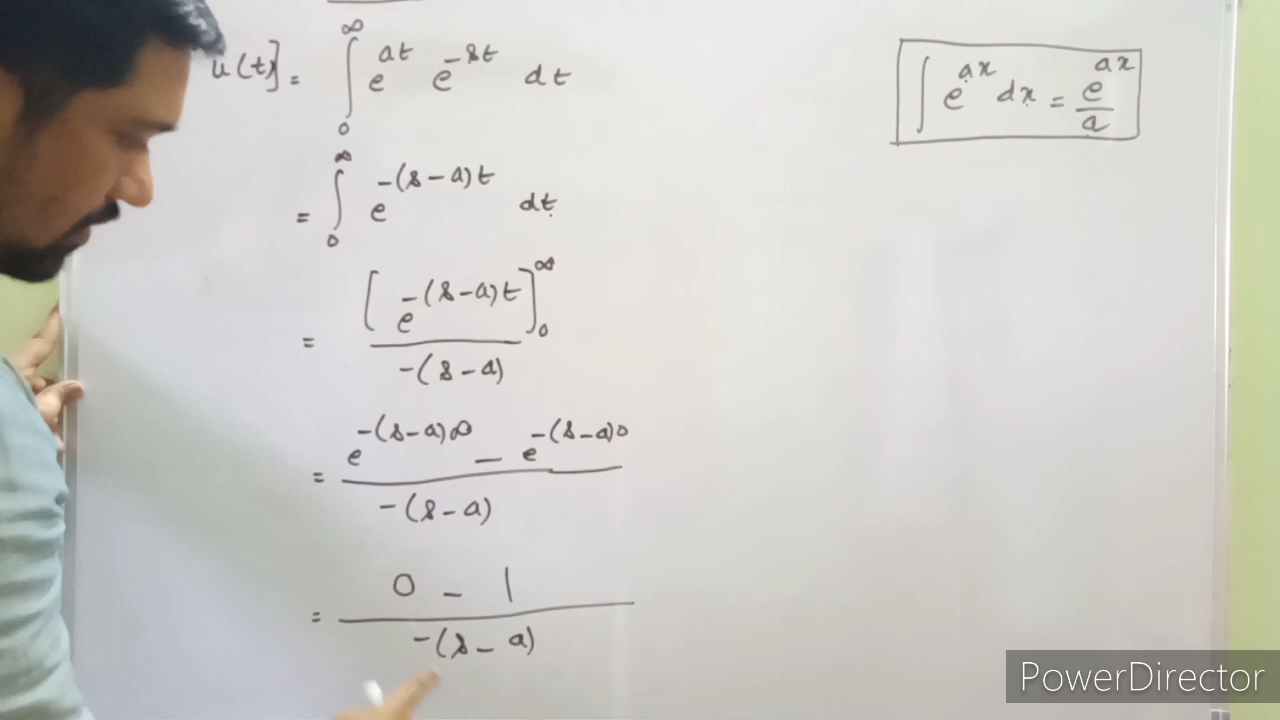 u(t)] = ∫₀^∞ e^{at} e^{-st} dt
∫ e^{ax} dx = e^{ax}/a
= ∫₀^∞ e^{-(s-a)t} dt
= [e^{-(s-a)t}]₀^∞ / -(s-a)
= e^{-(s-a)∞} - e^{-(s-a)0} / -(s-a)
= 0 - 1 / -(s-a)
PowerDirector